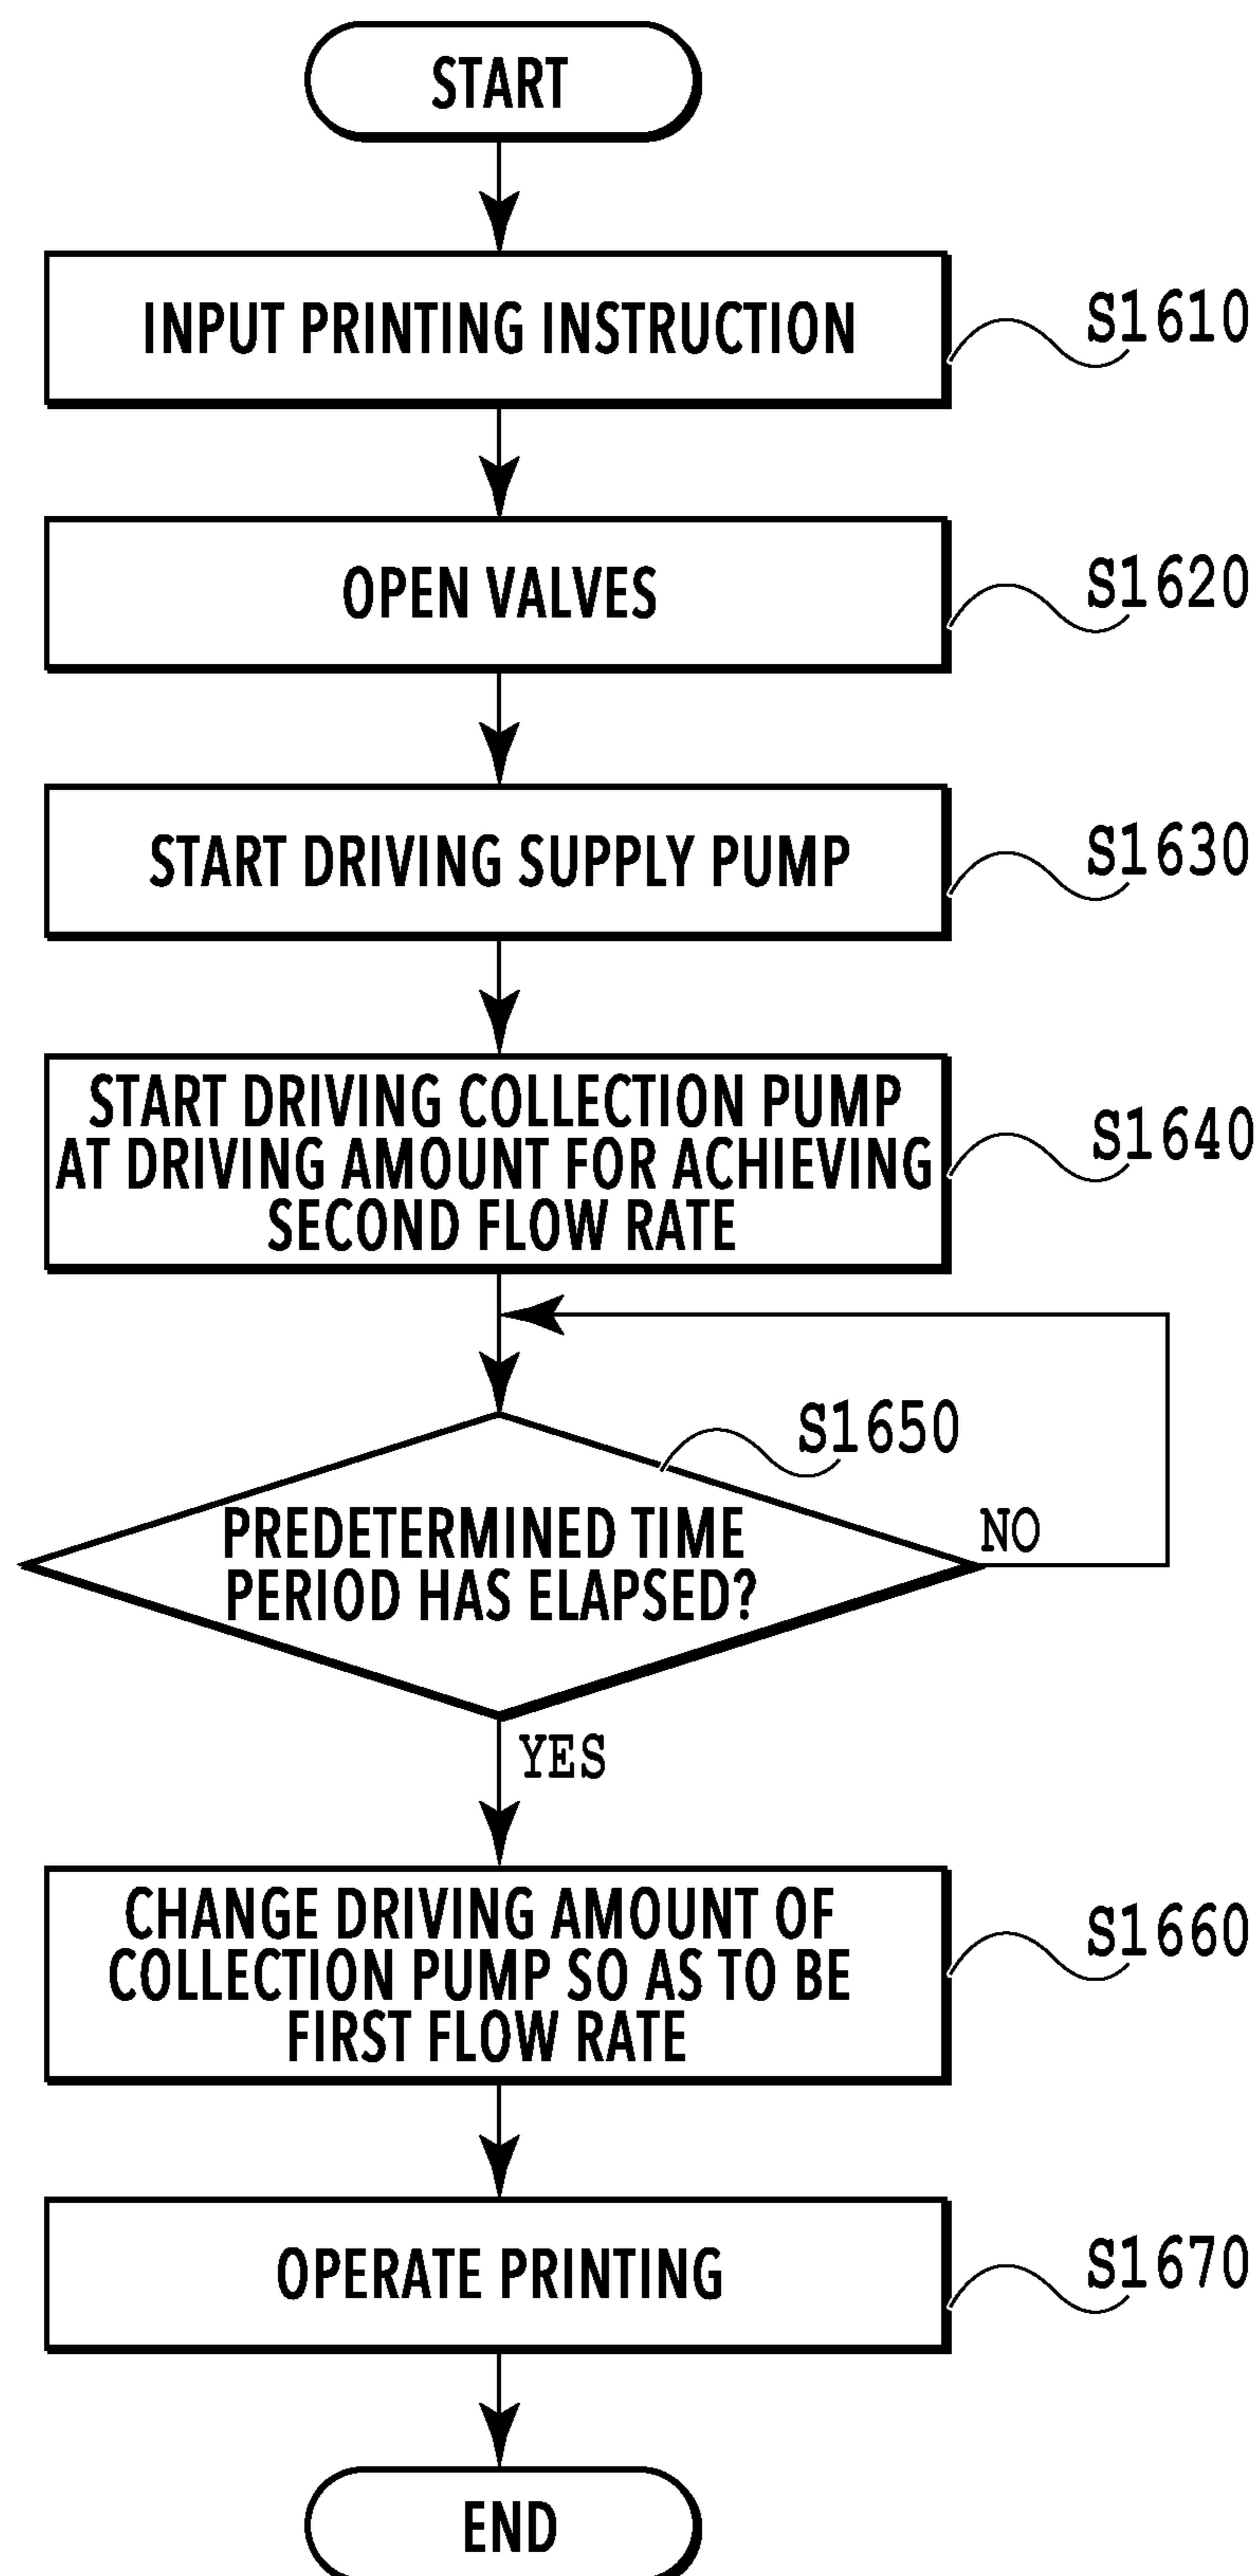 START
INPUT PRINTING INSTRUCTION
S1610
OPEN VALVES
S1620
START DRIVING SUPPLY PUMP
S1630
START DRIVING COLLECTION PUMP
AT DRIVING AMOUNT FOR ACHIEVING
SECOND FLOW RATE
S1640
S1650
PREDETERMINED TIME
PERIOD HAS ELAPSED?
NO
YES
CHANGE DRIVING AMOUNT OF
COLLECTION PUMP SO AS TO BE
FIRST FLOW RATE
S1660
OPERATE PRINTING
S1670
END